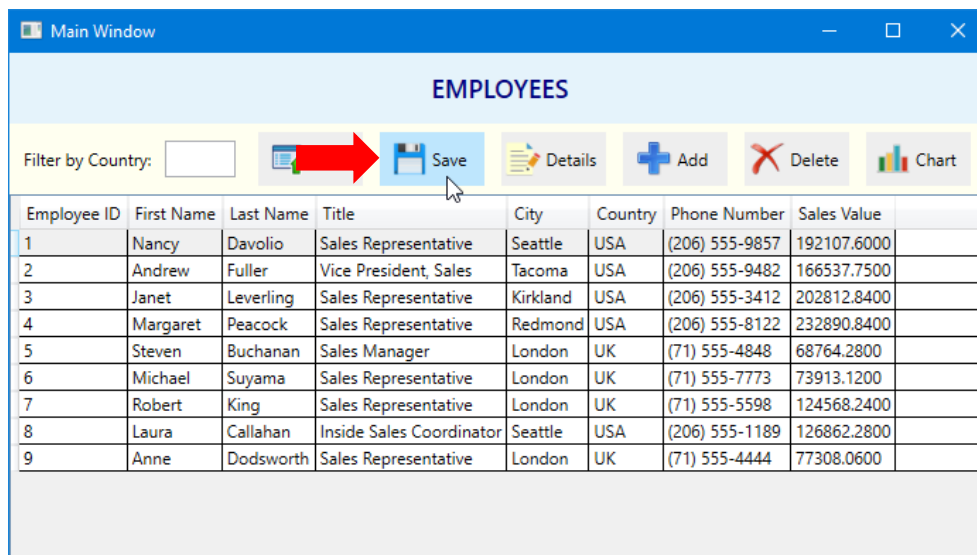 Main Window
EMPLOYEES
Filter by Country: Save Details Add Delete Chart
Employee ID First Name Last Name Title City Country Phone Number Sales Value
1 Nancy Davolio Sales Representative Seattle USA (206) 555-9857 192107.6000
2 Andrew Fuller Vice President, Sales Tacoma USA (206) 555-9482 166537.7500
3 Janet Leverling Sales Representative Kirkland USA (206) 555-3412 202812.8400
4 Margaret Peacock Sales Representative Redmond USA (206) 555-8122 232890.8400
5 Steven Buchanan Sales Manager London UK (71) 555-4848 68764.2800
6 Michael Suyama Sales Representative London UK (71) 555-7773 73913.1200
7 Robert King Sales Representative London UK (71) 555-5598 124568.2400
8 Laura Callahan Inside Sales Coordinator Seattle USA (206) 555-1189 126862.2800
9 Anne Dodsworth Sales Representative London UK (71) 555-4444 77308.0600